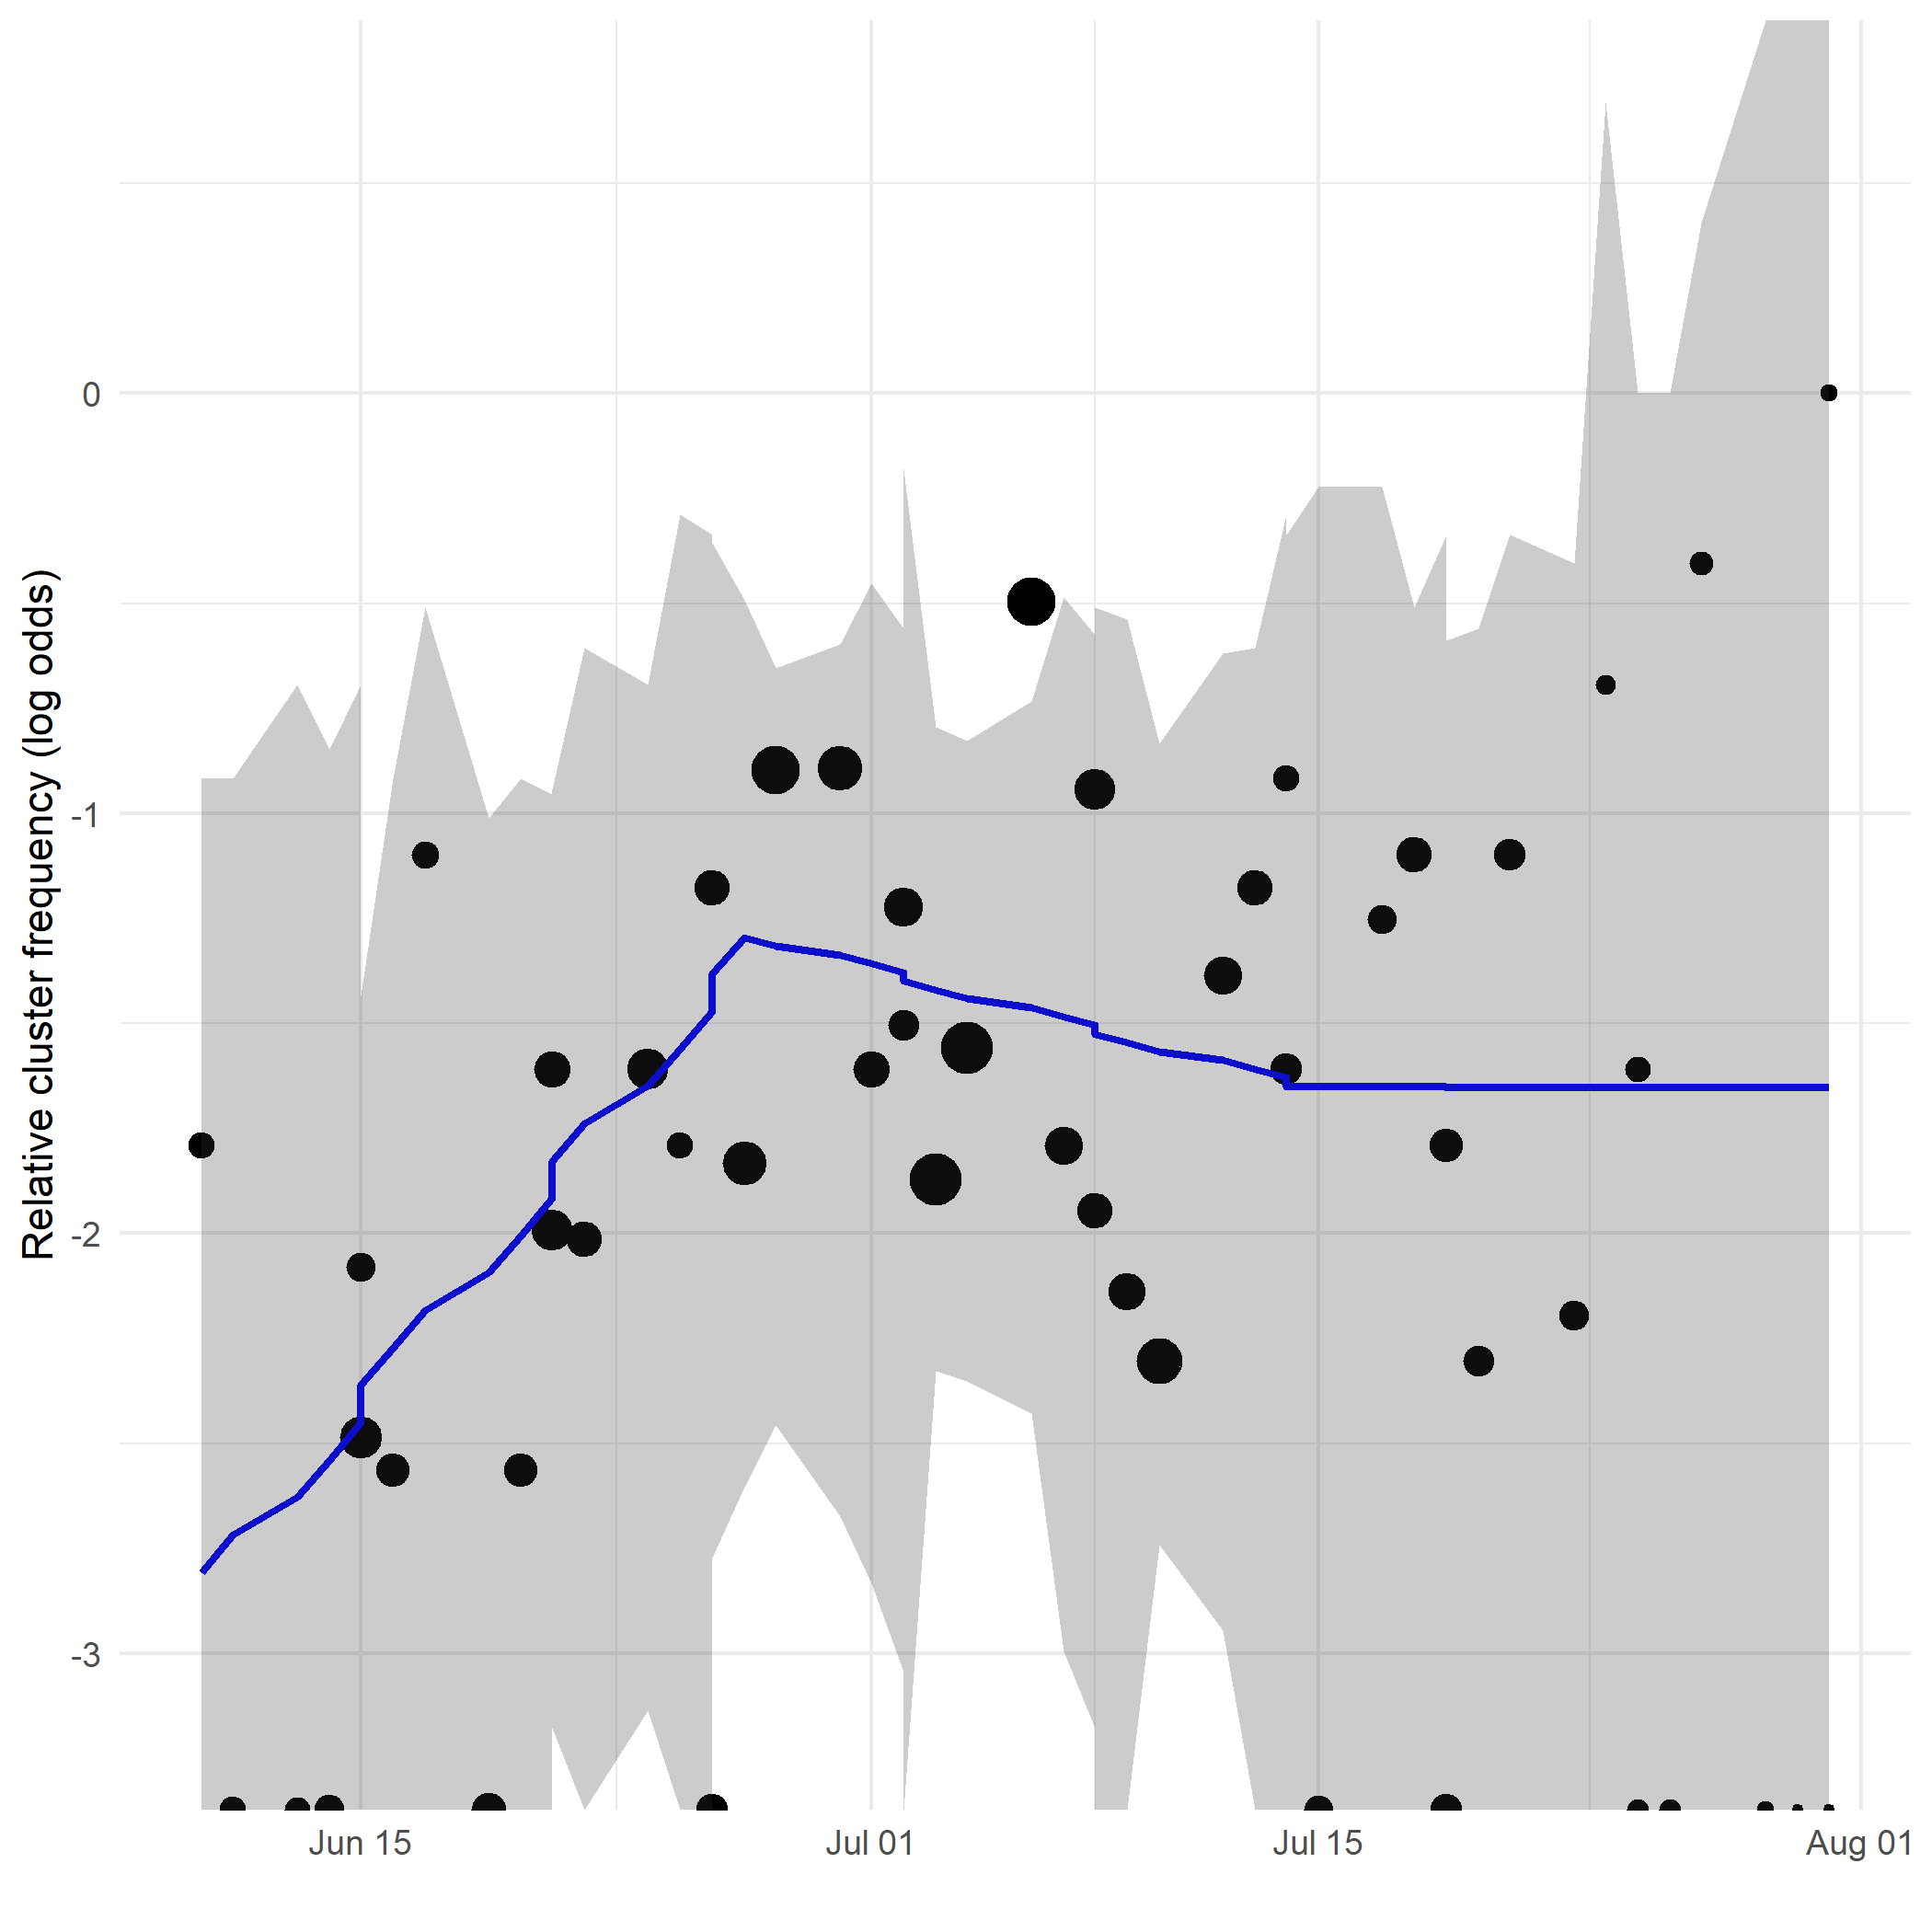 Relative cluster frequency (log odds)
0
-1
-2
-3
Jun 15
Jul 01
Jul 15
Aug 01